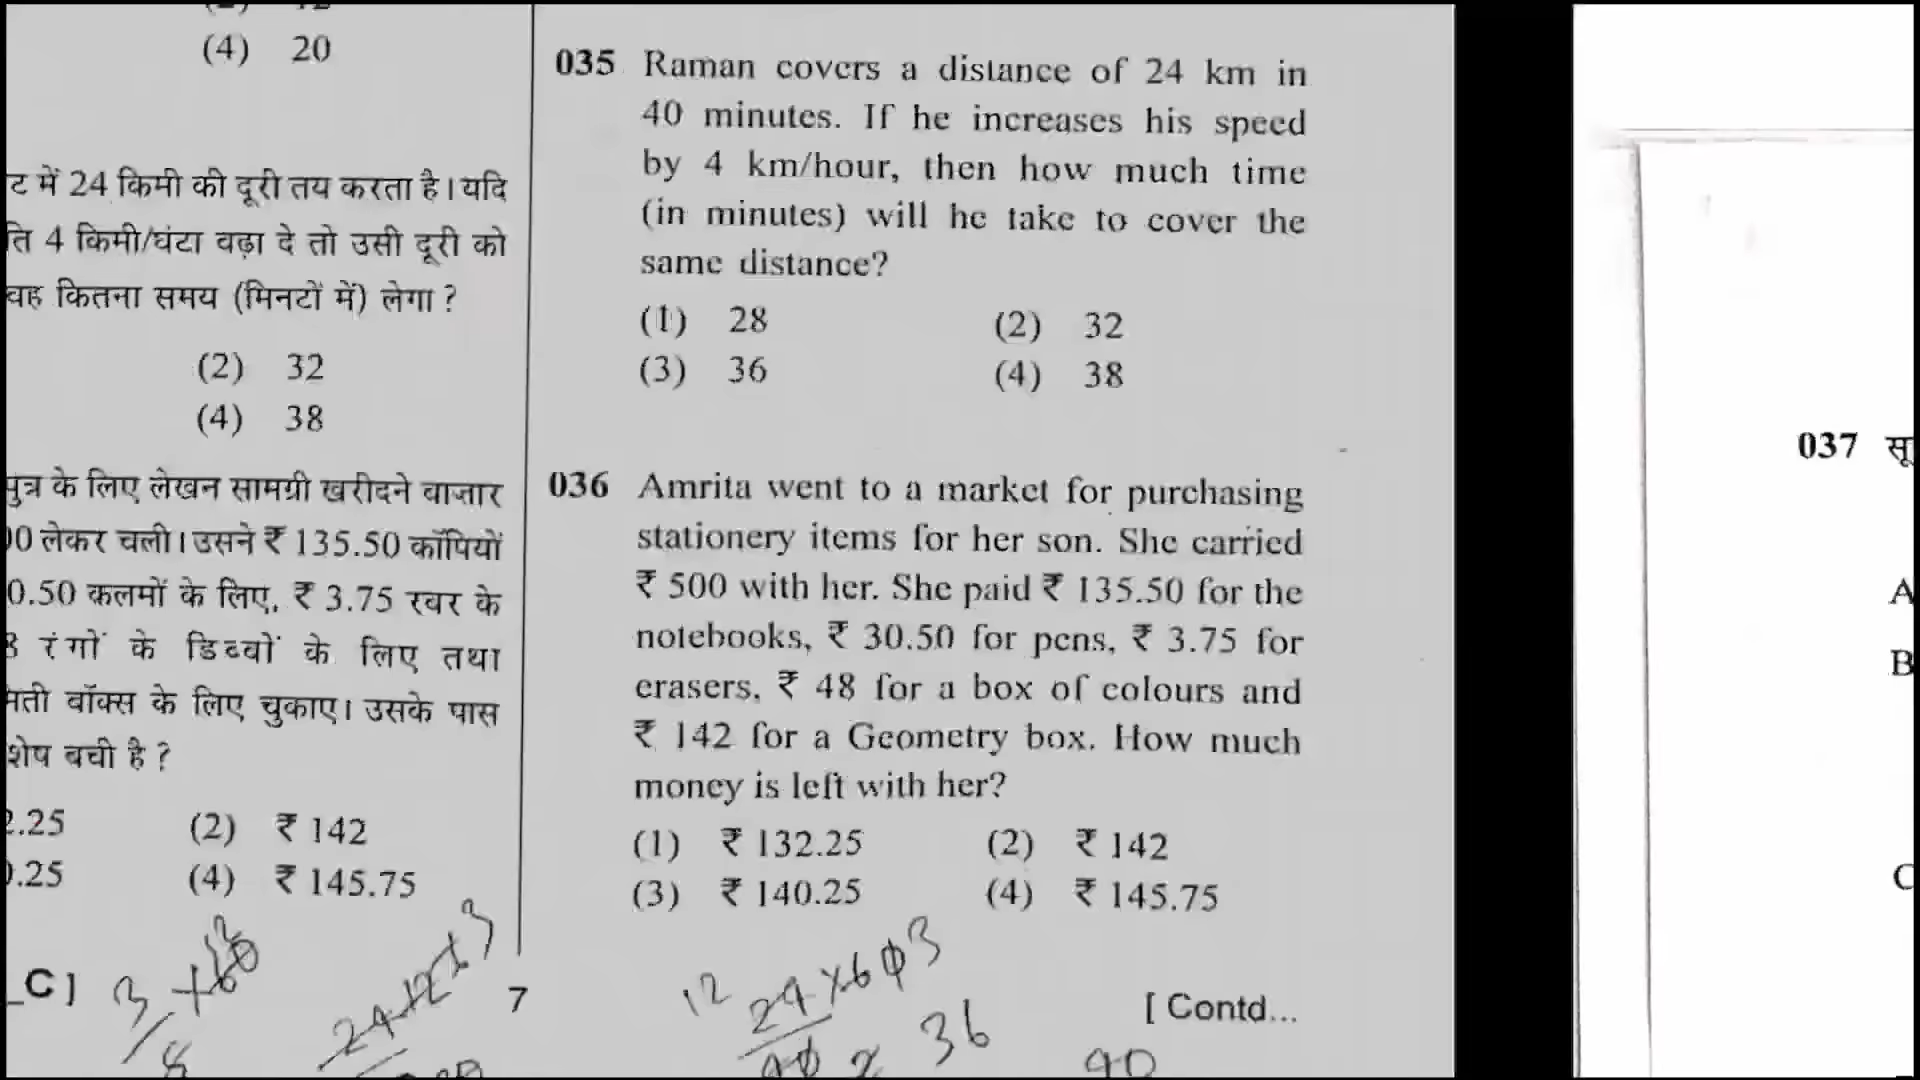 (4) 20
ट में 24 किमी की दूरी तय करता है। यदि
ति 4 किमी/घंटा बढ़ा दे तो उसी दूरी को
वह कितना समय (मिनटों में) लेगा ?
(2) 32
(4) 38
पुत्र के लिए लेखन सामग्री खरीदने बाजार
00 लेकर चली। उसने ₹ 135.50 कॉपियों
0.50 कलमों के लिए, ₹ 3.75 रबर के
8 रंगों के डिब्बों के लिए तथा
बॉक्स के लिए चुकाए। उसके पास
शेष बची है ?
2.25 (2) ₹ 142
0.25 (4) ₹ 145.75
_C ] 7
035 Raman covers a distance of 24 km in
40 minutes. If he increases his speed
by 4 km/hour, then how much time
(in minutes) will he take to cover the
same distance?
(1) 28 (2) 32
(3) 36 (4) 38
036 Amrita went to a market for purchasing
stationery items for her son. She carried
₹ 500 with her. She paid ₹ 135.50 for the
notebooks, ₹ 30.50 for pens, ₹ 3.75 for
erasers, ₹ 48 for a box of colours and
₹ 142 for a Geometry box. How much
money is left with her?
(1) ₹ 132.25 (2) ₹ 142
(3) ₹ 140.25 (4) ₹ 145.75
[ Contd...
12
36
037 सू
A
B
C